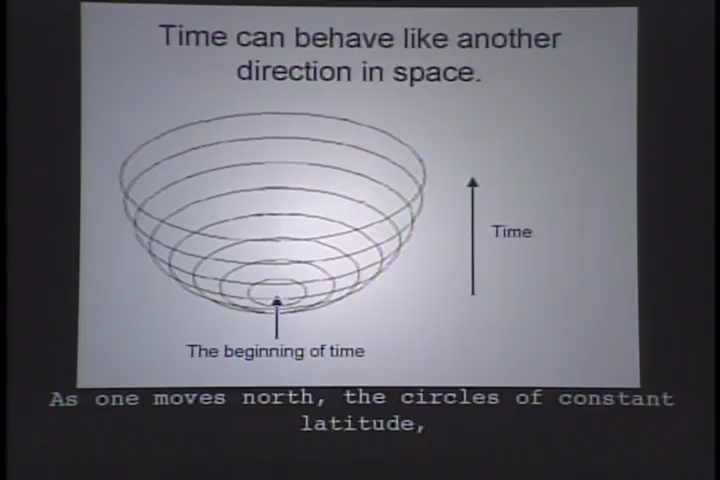 Time can behave like another
direction in space.
Time
The beginning of time
As one moves north, the circles of constant
latitude,